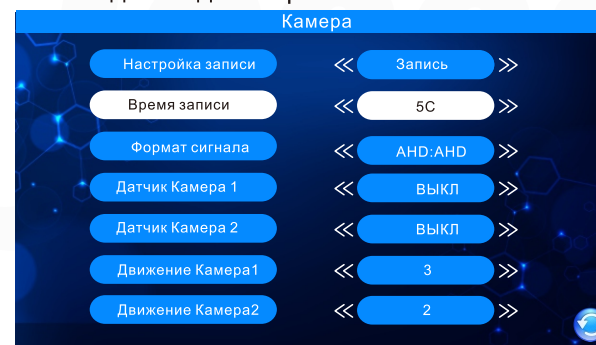 Камера
Настройка записи << Запись >>
Время записи << 5С >>
Формат сигнала << AHD:AHD >>
Датчик Камера 1 << ВЫКЛ >>
Датчик Камера 2 << ВЫКЛ >>
Движение Камера1 << 3 >>
Движение Камера2 << 2 >>